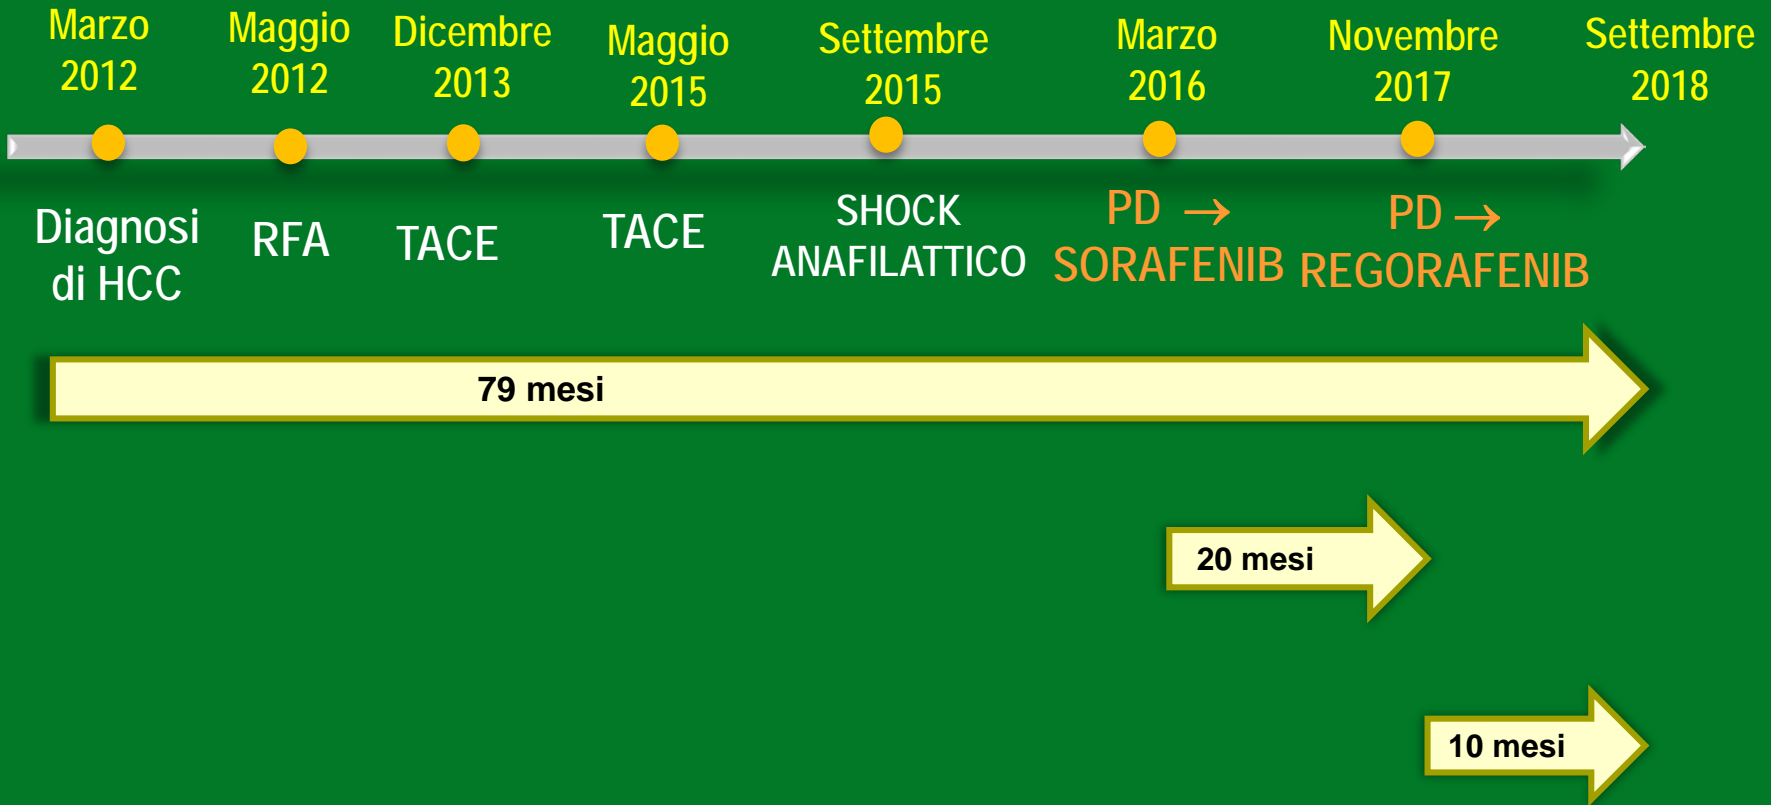 Marzo
2012
Maggio
2012
Dicembre
2013
Maggio
2015
Settembre
2015
Marzo
2016
Novembre
2017
Settembre
2018
Diagnosi
di HCC
RFA
TACE
TACE
SHOCK
ANAFILATTICO
PD →
SORAFENIB
PD →
REGORAFENIB
79 mesi
20 mesi
10 mesi